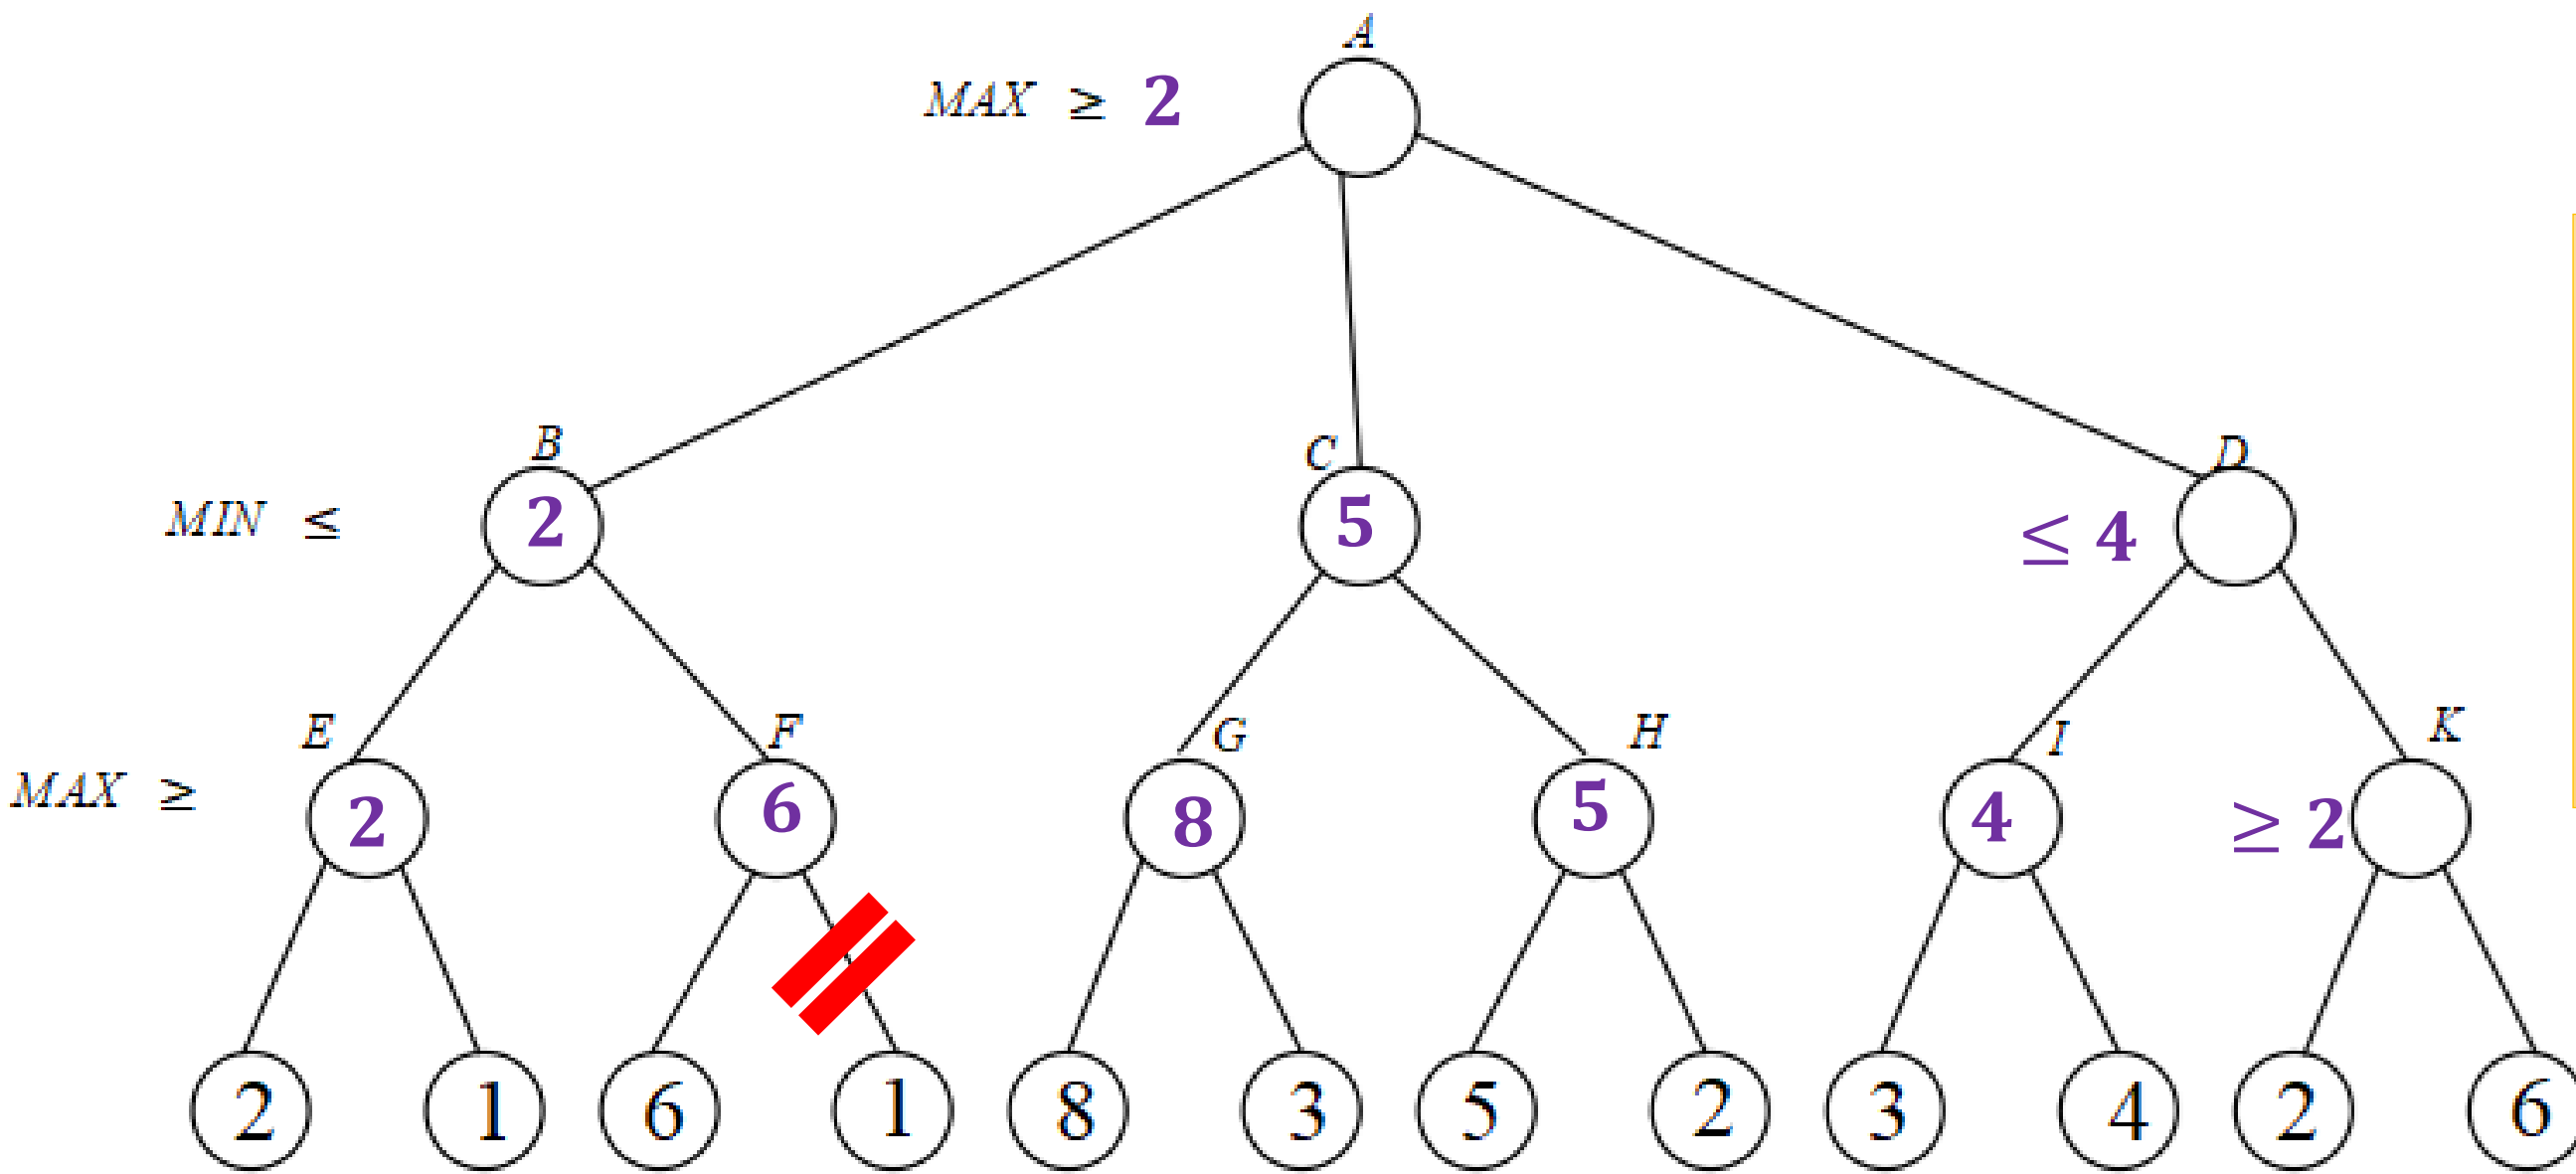 A
MAX ≥ 2
B C D
MIN ≤ 2 5 ≤ 4
E F G H I K
MAX ≥ 2 6 8 5 4 ≥ 2
2 1 6 1 8 3 5 2 3 4 2 6